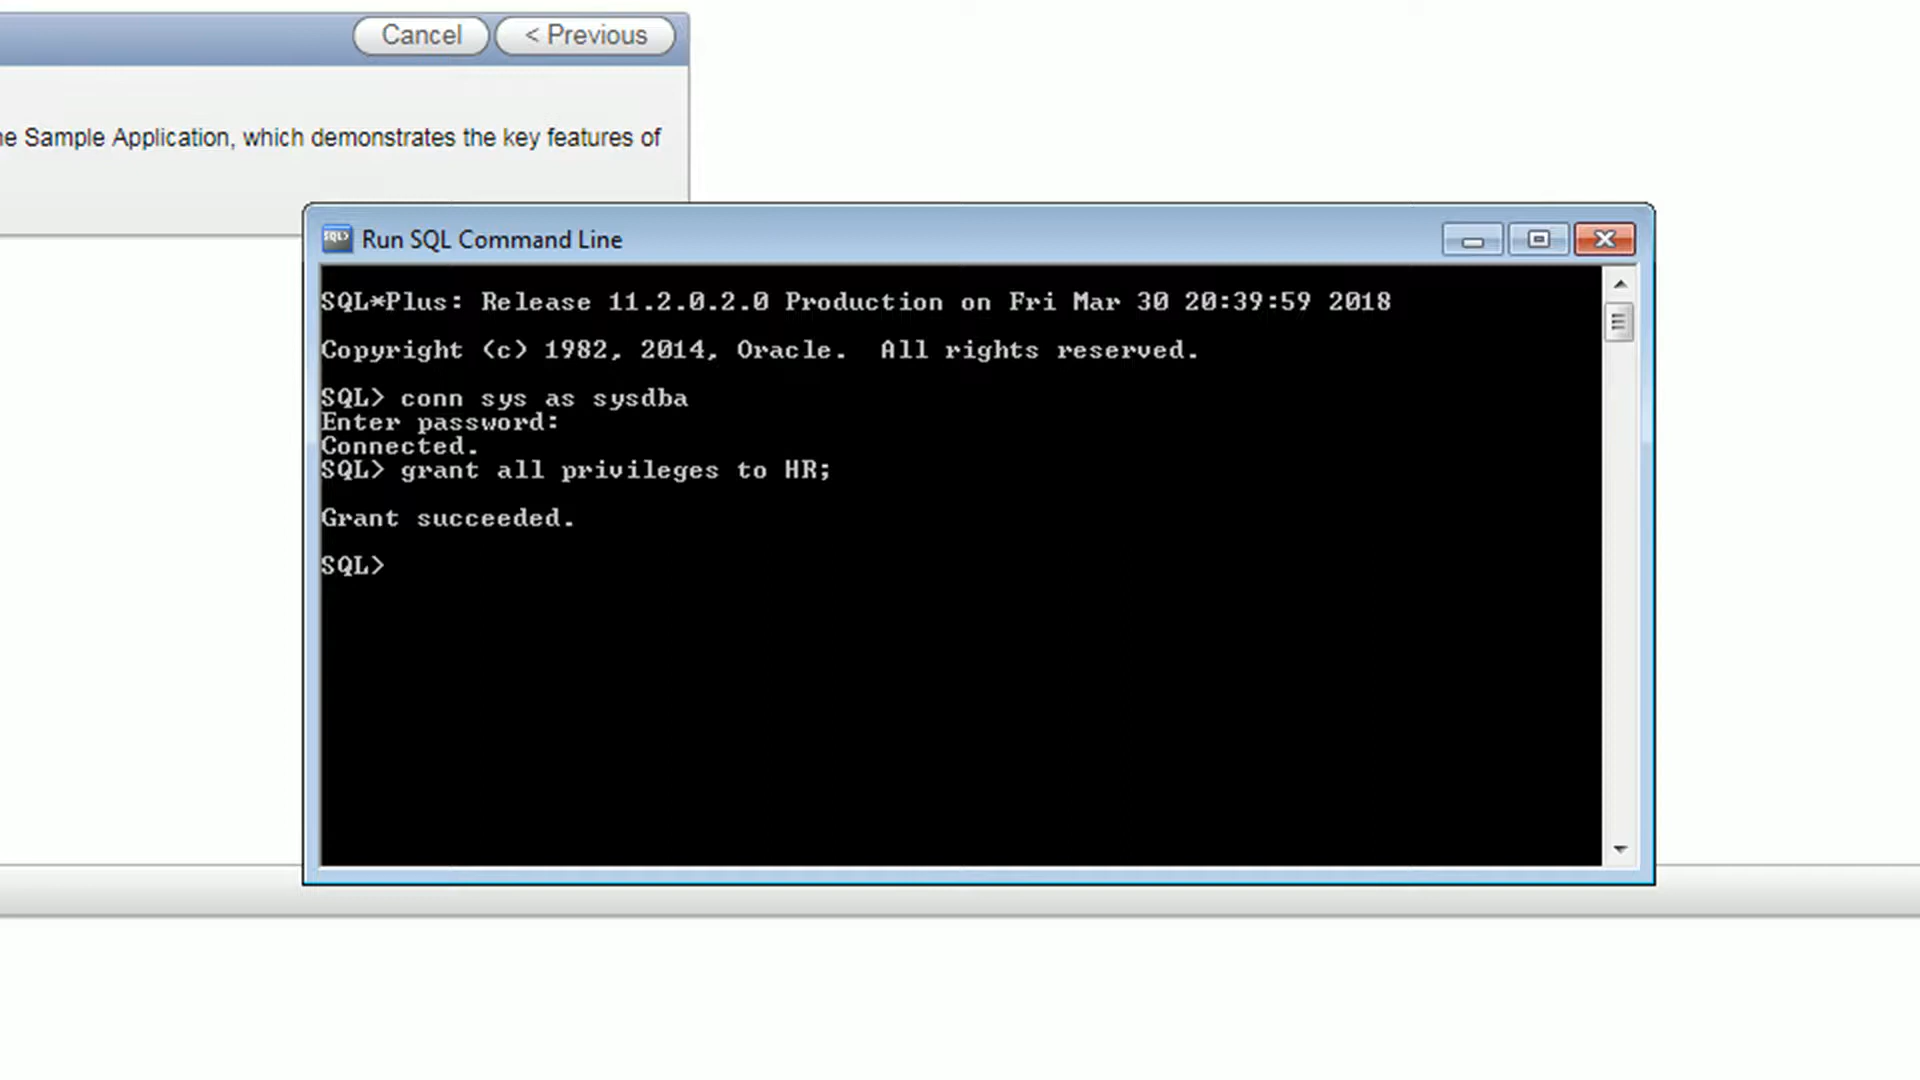 Cancel
< Previous
ne Sample Application, which demonstrates the key features of
SQL>
Run SQL Command Line
SQL*Plus: Release 11.2.0.2.0 Production on Fri Mar 30 20:39:59 2018
Copyright (c) 1982, 2014, Oracle.  All rights reserved.
SQL> conn sys as sysdba
Enter password:
Connected.
SQL> grant all privileges to HR;
Grant succeeded.
SQL>